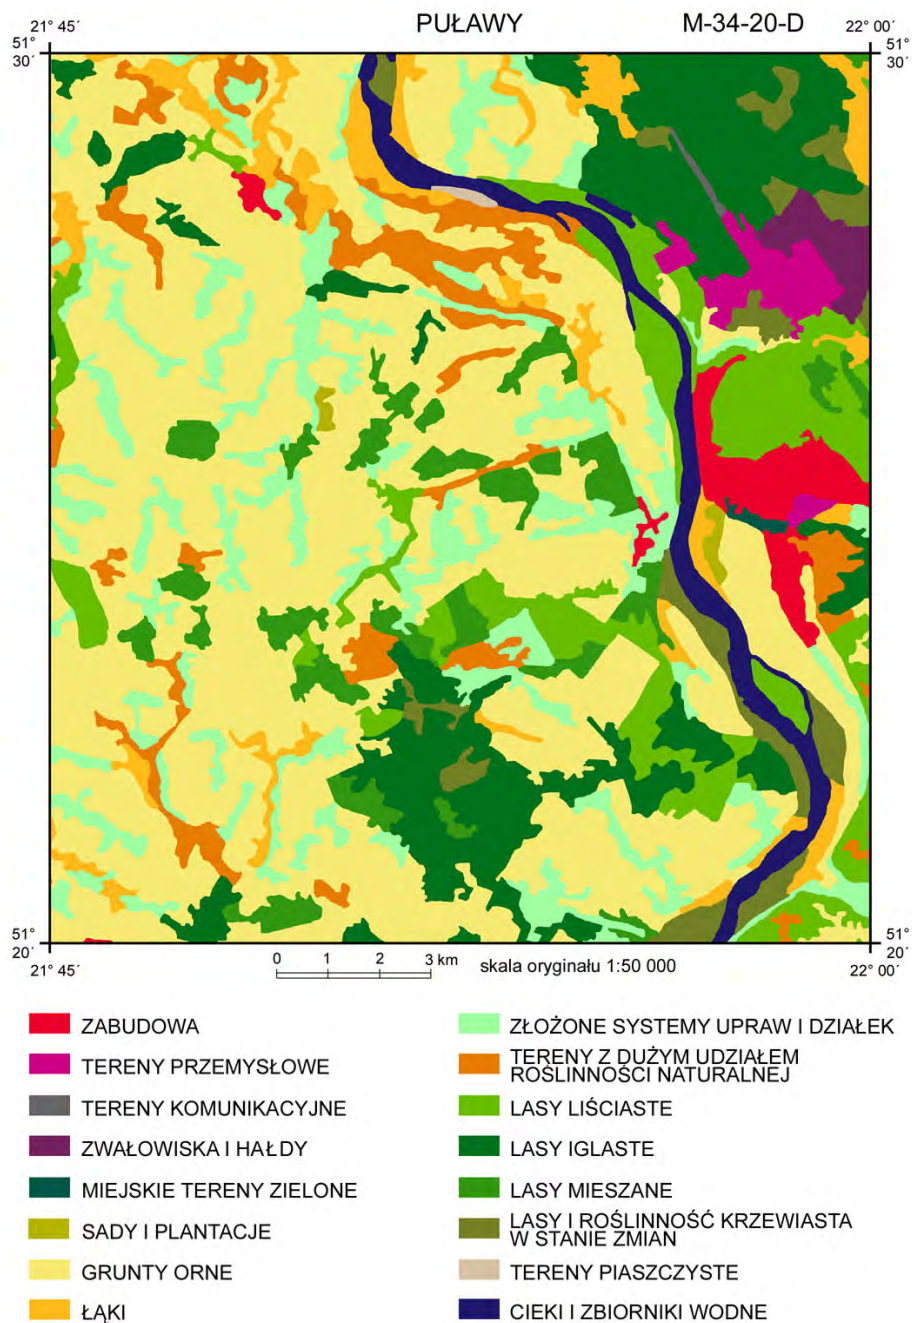 PUŁAWY M-34-20-D
21° 45´ 22° 00´
51° 51°
30´ 30´
51° 51°
20´ 20´
21° 45´ 22° 00´
0 1 2 3 km
skala oryginału 1:50 000
ZABUDOWA
TERENY PRZEMYSŁOWE
TERENY KOMUNIKACYJNE
ZWAŁOWISKA I HAŁDY
MIEJSKIE TERENY ZIELONE
SADY I PLANTACJE
GRUNTY ORNE
ŁĄKI
ZŁOŻONE SYSTEMY UPRAW I DZIAŁEK
TERENY Z DUŻYM UDZIAŁEM
ROŚLINNOŚCI NATURALNEJ
LASY LIŚCIASTE
LASY IGLASTE
LASY MIESZANE
LASY I ROŚLINNOŚĆ KRZEWIASTA
W STANIE ZMIAN
TERENY PIASZCZYSTE
CIEKI I ZBIORNIKI WODNE